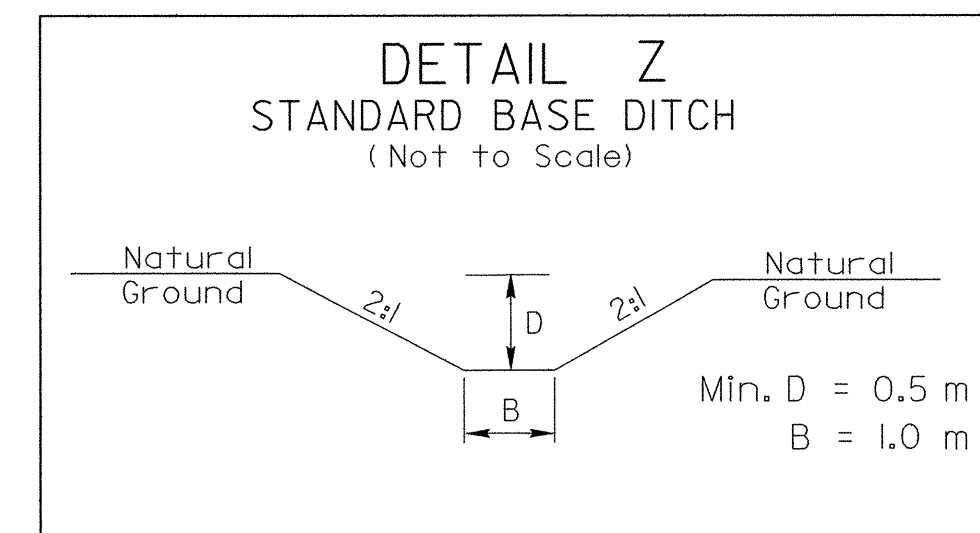 DETAIL Z
STANDARD BASE DITCH
(Not to Scale)
Natural
Ground
2:1
D
2:1
Natural
Ground
B
Min. D = 0.5 m
B = 1.0 m